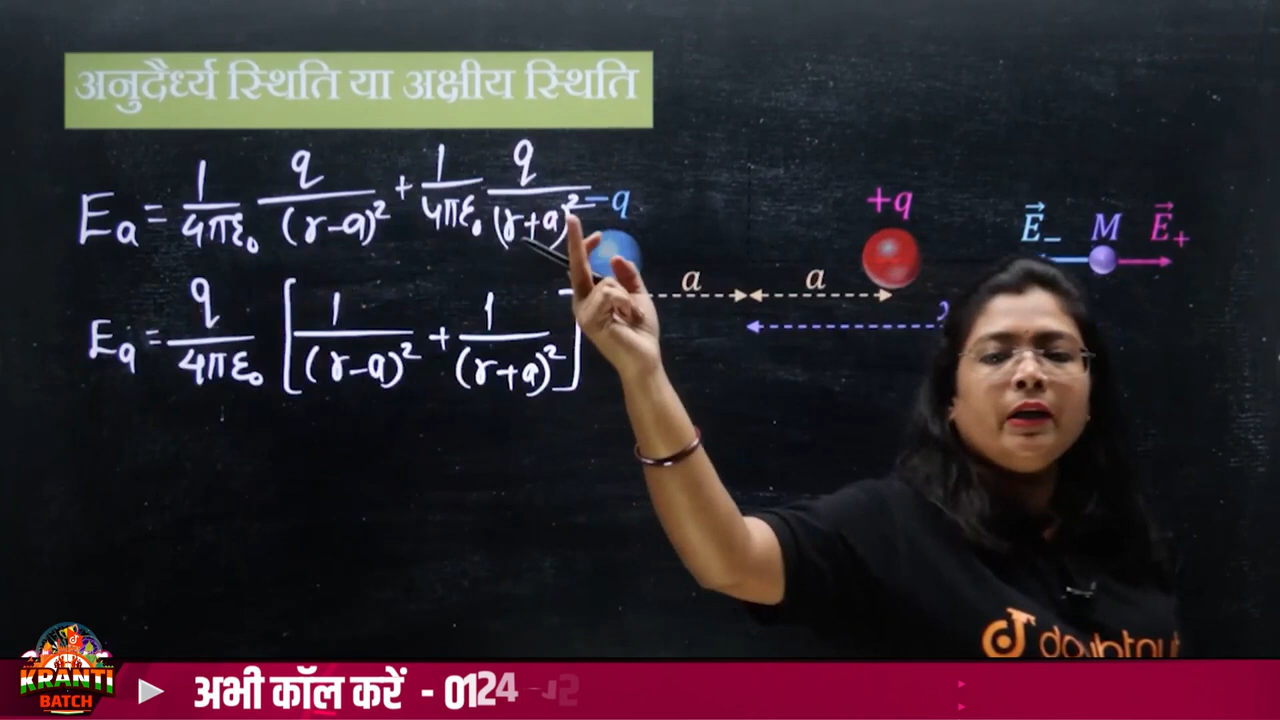 अनुदैर्ध्य स्थिति या अक्षीय स्थिति
Eₐ = 1/4πε₀ q/(r-a)² + 1/4πε₀ q/(r+a)²
Eₐ = q/4πε₀ [1/(r-a)² + 1/(r+a)²]
-q
+q
E⃗₋ M E⃗₊
a a
doubtnut
KRANTI
BATCH
अभी कॉल करें - 0124